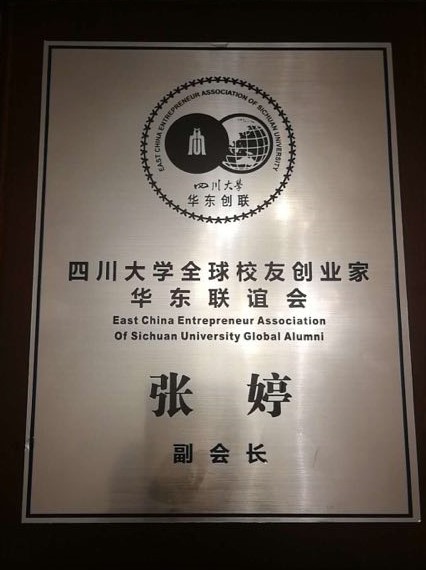 EAST CHINA ENTREPRENEUR ASSOCIATION OF SICHUAN UNIVERSITY
四川大学
华东创联
四川大学全球校友创业家
华东联谊会
East China Entrepreneur Association
Of Sichuan University Global Alumni
张婷
副会长